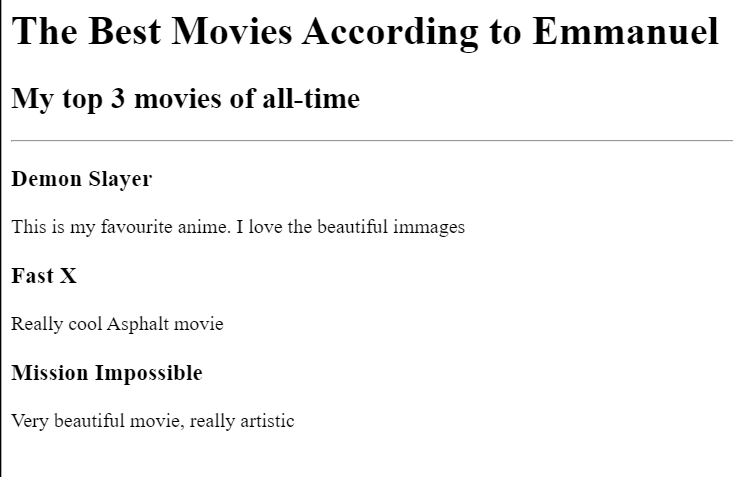 The Best Movies According to Emmanuel
My top 3 movies of all-time
Demon Slayer
This is my favourite anime. I love the beautiful immages
Fast X
Really cool Asphalt movie
Mission Impossible
Very beautiful movie, really artistic